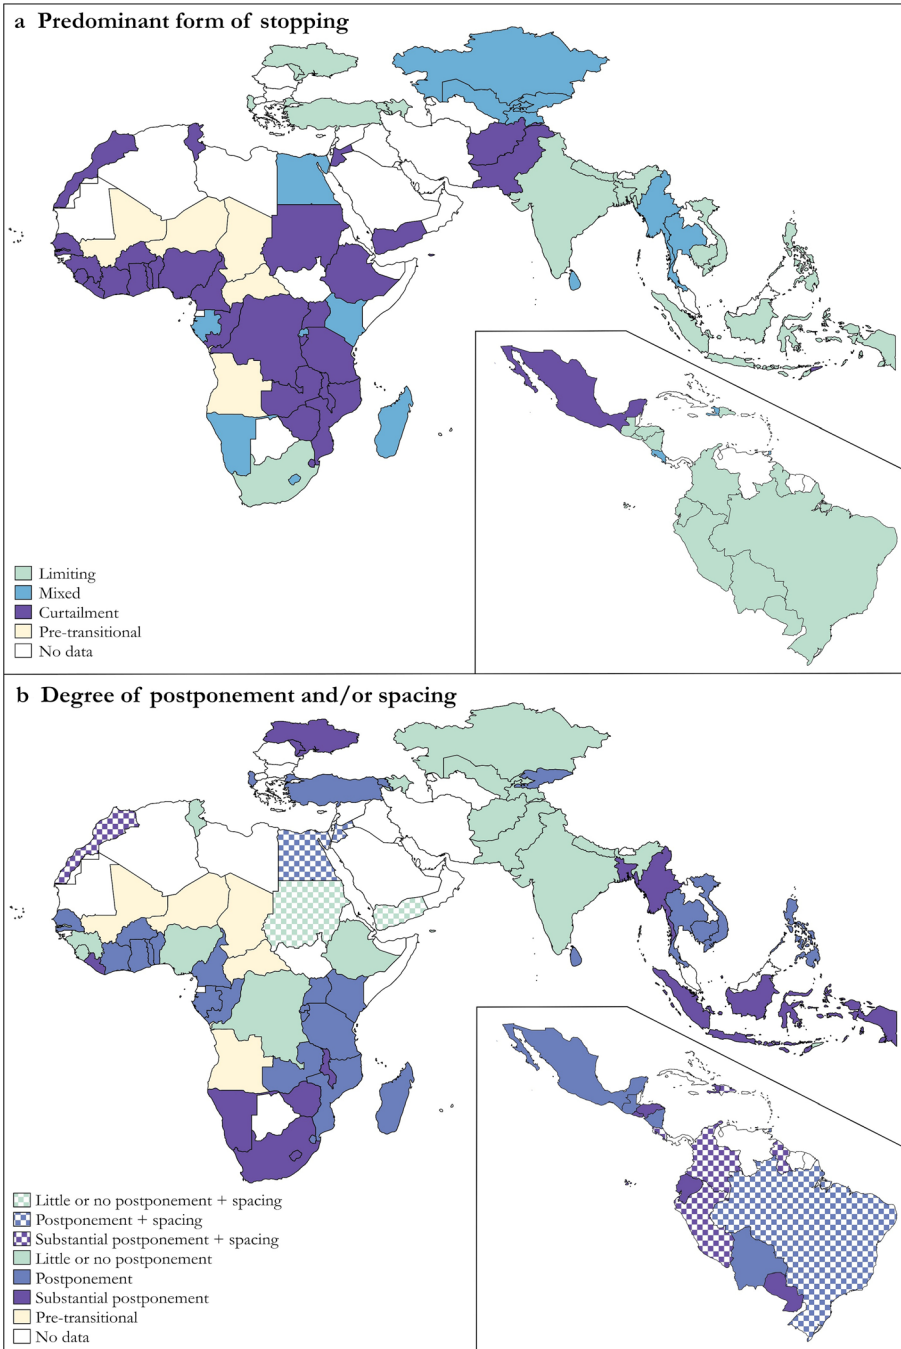 a Predominant form of stopping
Limiting
Mixed
Curtailment
Pre-transitional
No data
b Degree of postponement and/or spacing
Little or no postponement + spacing
Postponement + spacing
Substantial postponement + spacing
Little or no postponement
Postponement
Substantial postponement
Pre-transitional
No data